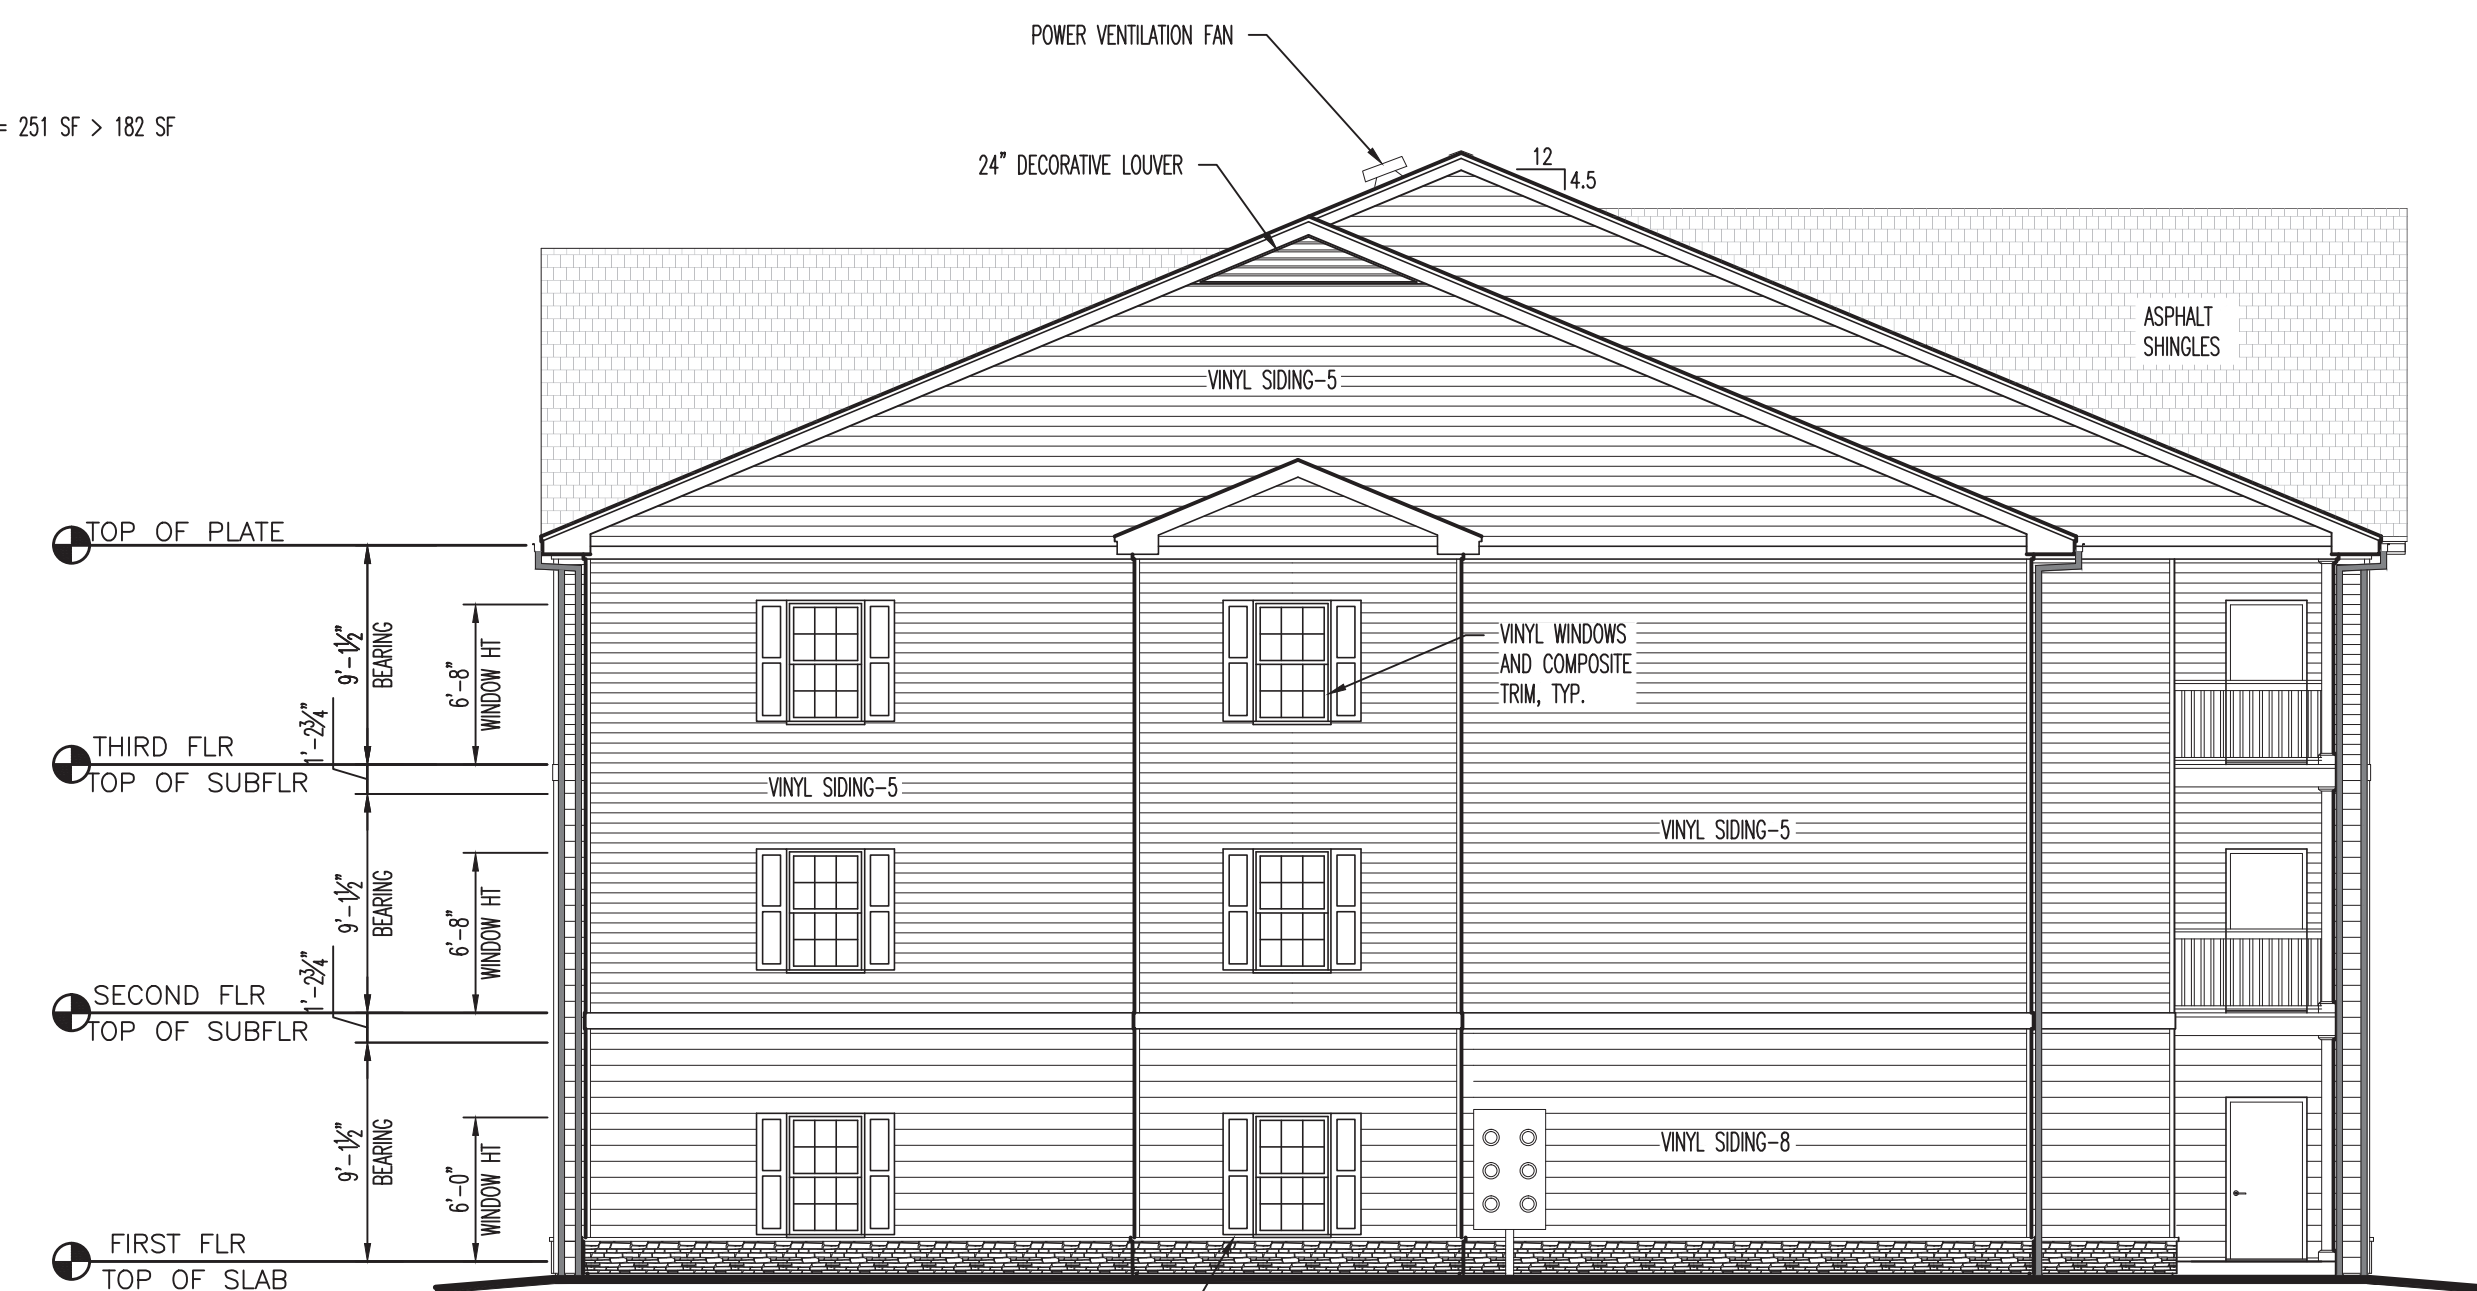 POWER VENTILATION FAN
= 251 SF > 182 SF
24" DECORATIVE LOUVER
12
4.5
ASPHALT
SHINGLES
VINYL SIDING-5
TOP OF PLATE
9'-1½"
BEARING
6'-8"
WINDOW HT
VINYL WINDOWS
AND COMPOSITE
TRIM, TYP.
1'-2¾"
THIRD FLR
TOP OF SUBFLR
VINYL SIDING-5
VINYL SIDING-5
9'-1½"
BEARING
6'-8"
WINDOW HT
1'-2¾"
SECOND FLR
TOP OF SUBFLR
9'-1½"
BEARING
6'-0"
WINDOW HT
VINYL SIDING-8
FIRST FLR
TOP OF SLAB